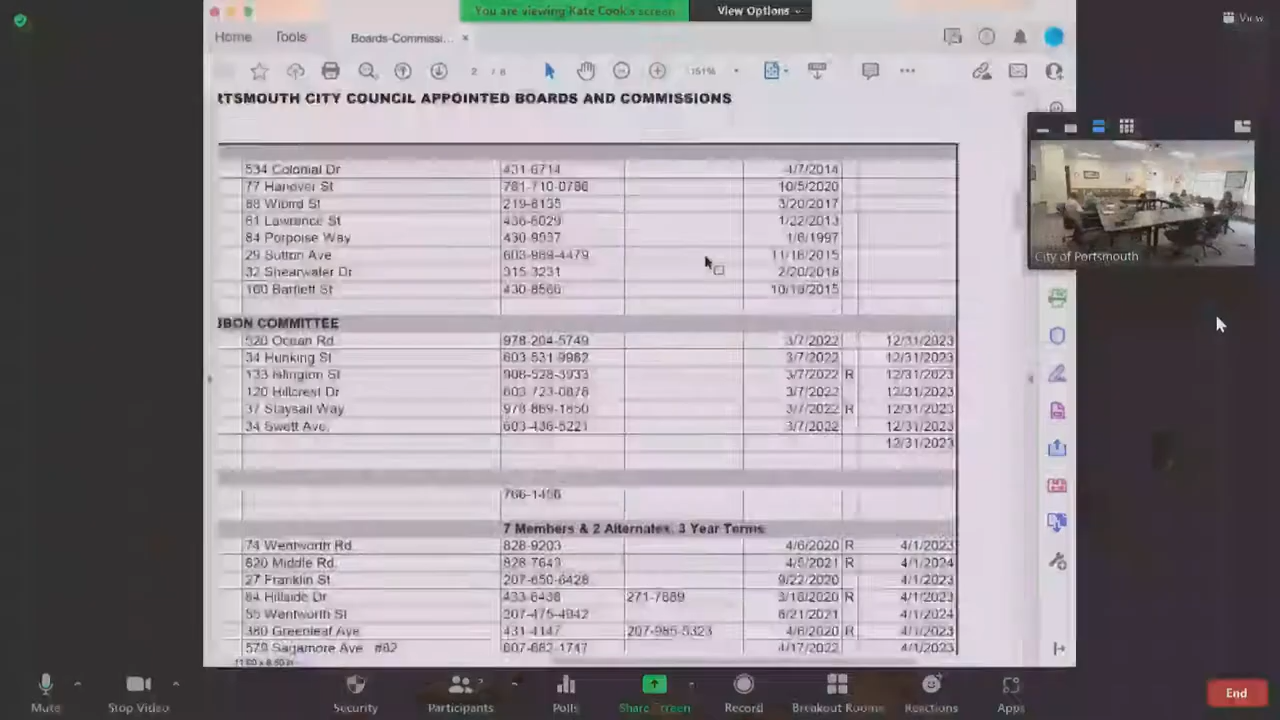 You are viewing Kate Cook's screen View Options
View
Home Tools Boards-Commissi... ×
2 / 6 151%
RTSMOUTH CITY COUNCIL APPOINTED BOARDS AND COMMISSIONS
534 Colonial Dr 431-6714 4/7/2014
77 Hanover St 781-710-0786 10/5/2020
88 Wibird St 219-8135 3/20/2017
61 Lawrence St 436-6029 1/22/2013
84 Porpoise Way 430-9937 1/6/1997
29 Sutton Ave 603-969-4479 11/16/2015
32 Shearwater Dr 315-3231 2/20/2018
160 Bartlett St 430-8566 10/19/2015
City of Portsmouth
BBON COMMITTEE
520 Ocean Rd. 978-204-5749 3/7/2022 12/31/2023
34 Hunking St 603-531-9982 3/7/2022 12/31/2023
133 Islington St 908-528-3933 3/7/2022 R 12/31/2023
120 Hillcrest Dr 603 723-0878 3/7/2022 12/31/2023
37 Staysail Way 978-869-1850 3/7/2022 R 12/31/2023
34 Swett Ave. 603-436-5221 3/7/2022 12/31/2023
12/31/2023
766-1456
7 Members & 2 Alternates, 3 Year Terms
74 Wentworth Rd. 828-9203 4/6/2020 R 4/1/2023
820 Middle Rd. 828-7643 4/5/2021 R 4/1/2024
27 Franklin St 207-650-6428 9/22/2020 4/1/2023
64 Hillside Dr 433-6438 271-7889 3/16/2020 R 4/1/2023
55 Wentworth St 207-475-4942 6/21/2021 4/1/2024
380 Greenleaf Ave 431-4147 207-985-5323 4/6/2020 R 4/1/2023
579 Sagamore Ave #62 607-682-1747 4/17/2022 4/1/2023
Mute Stop Video Security Participants Polls Share Screen Record Breakout Rooms Reactions Apps End